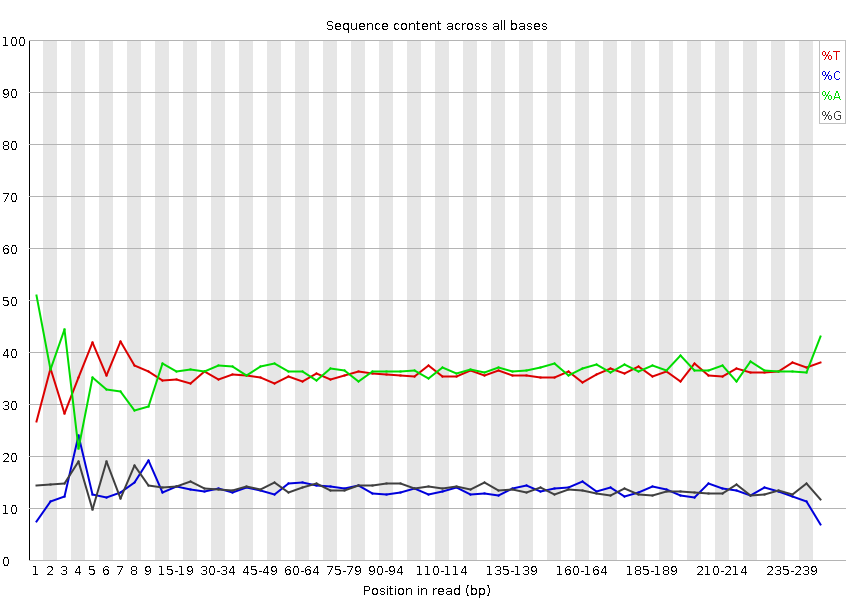 Sequence content across all bases
100
90
80
70
60
50
40
30
20
10
0
%T
%C
%A
%G
1 2 3 4 5 6 7 8 9 15-19 30-34 45-49 60-64 75-79 90-94 110-114 135-139 160-164 185-189 210-214 235-239
Position in read (bp)